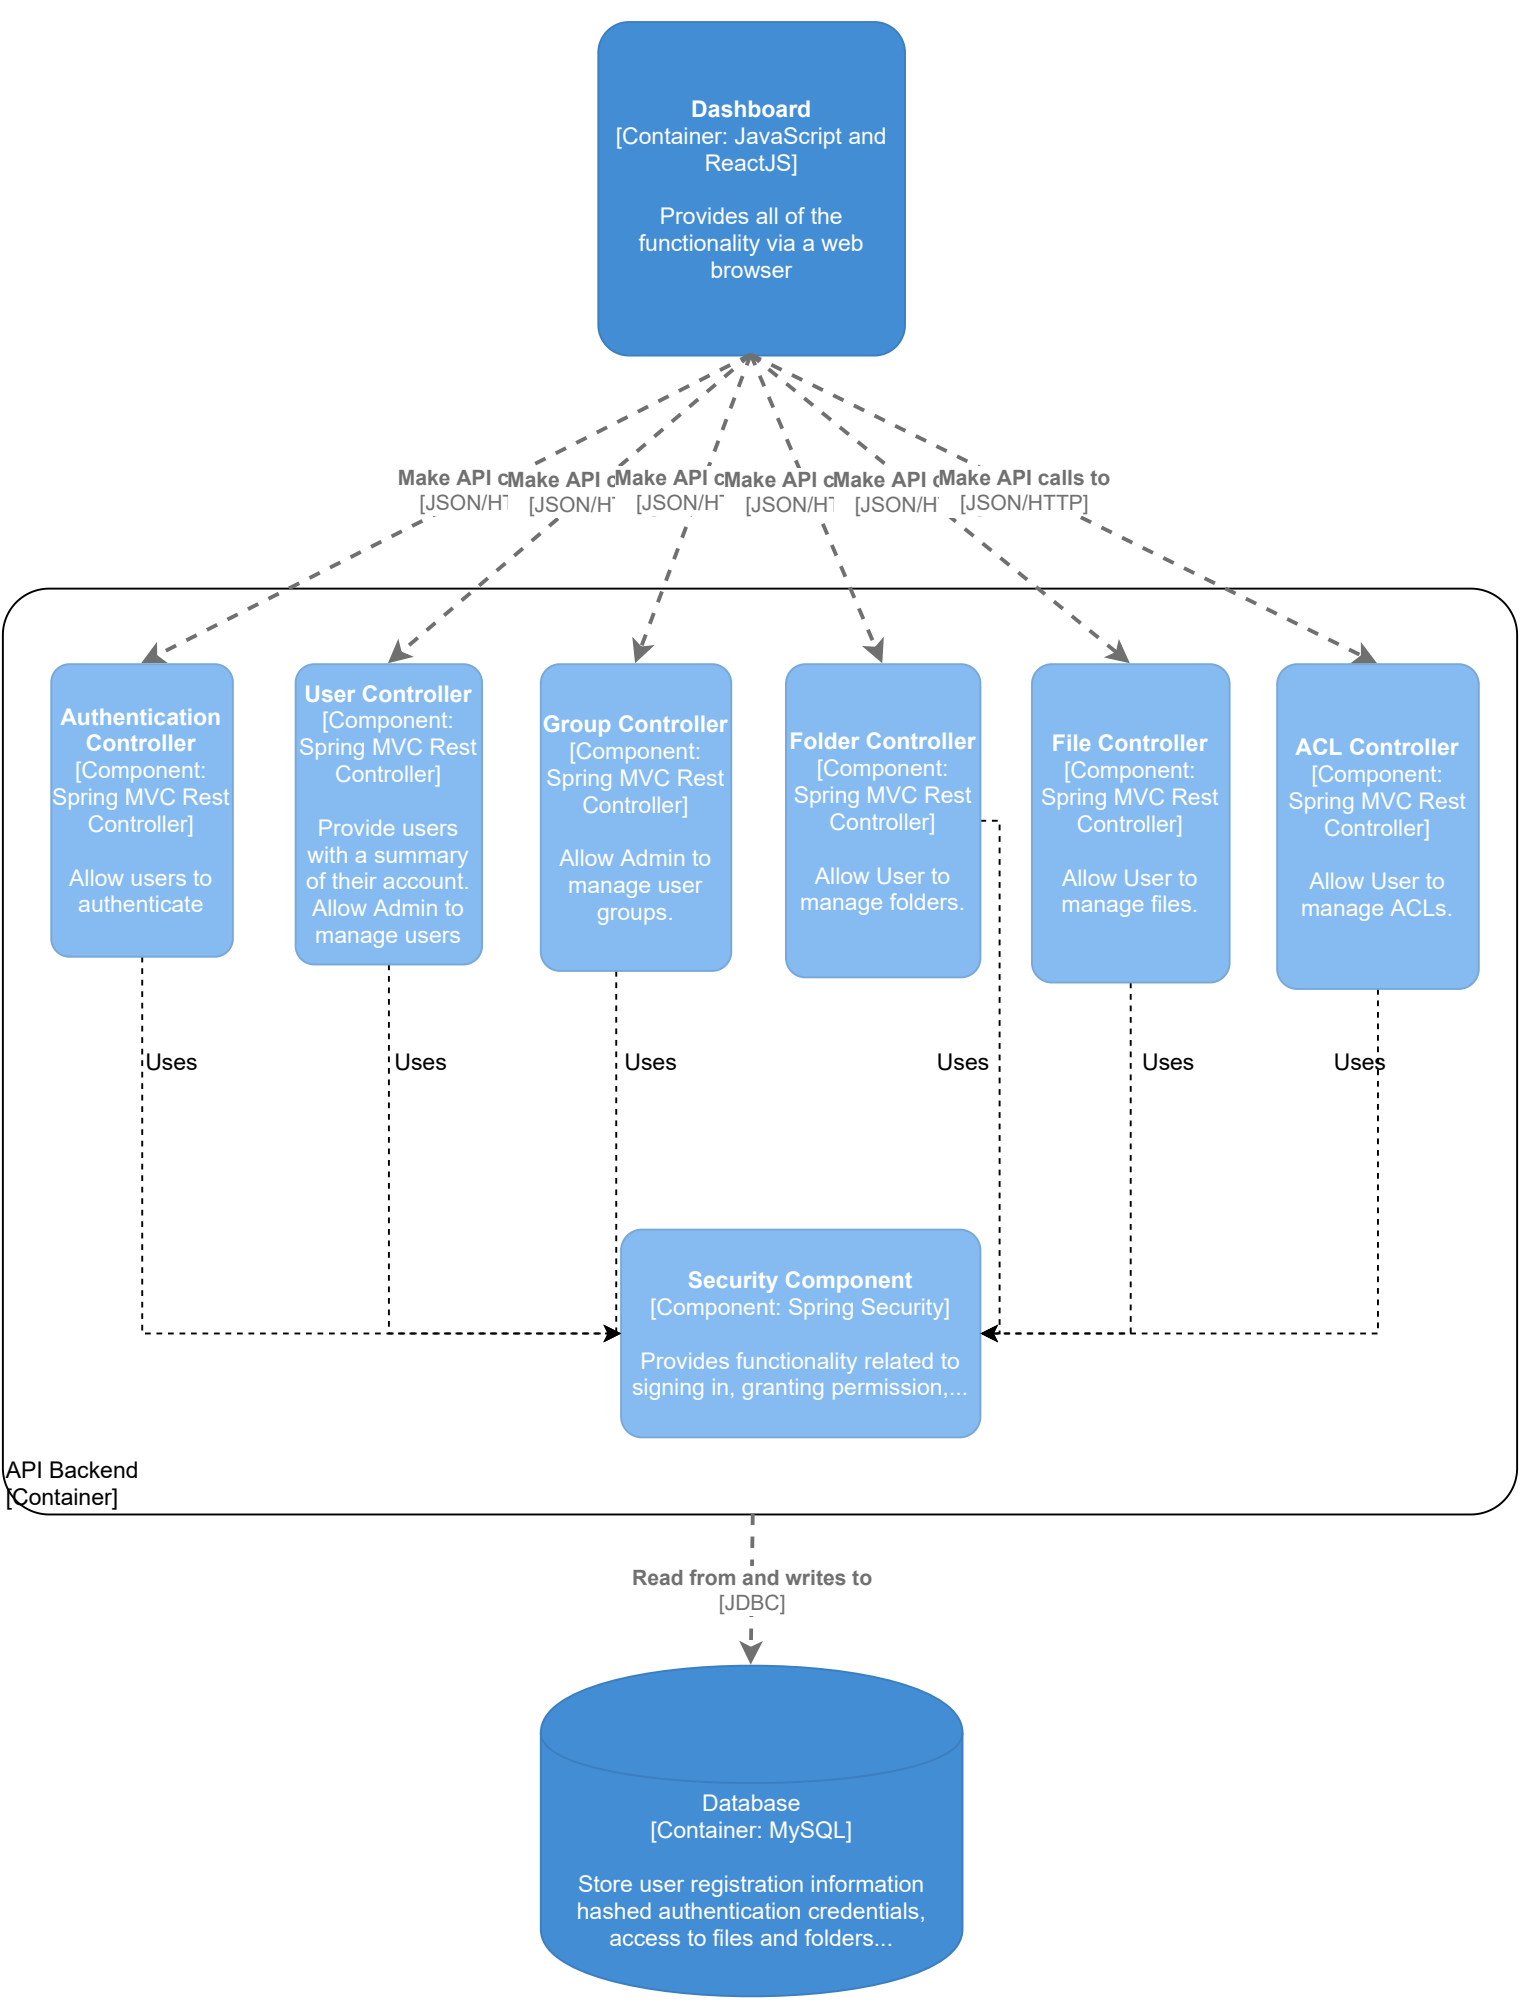 Dashboard
[Container: JavaScript and
ReactJS]
Provides all of the
functionality via a web
browser
Make API c
[JSON/HT
Make API c
[JSON/H
Make API c
[JSON/HT
Make API c
[JSON/HT
Make API c
[JSON/H
Make API calls to
[JSON/HTTP]
Authentication
Controller
[Component:
Spring MVC Rest
Controller]
Allow users to
authenticate
User Controller
[Component:
Spring MVC Rest
Controller]
Provide users
with a summary
of their account.
Allow Admin to
manage users
Group Controller
[Component:
Spring MVC Rest
Controller]
Allow Admin to
manage user
groups.
Folder Controller
[Component:
Spring MVC Rest
Controller]
Allow User to
manage folders.
File Controller
[Component:
Spring MVC Rest
Controller]
Allow User to
manage files.
ACL Controller
[Component:
Spring MVC Rest
Controller]
Allow User to
manage ACLs.
Uses
Uses
Uses
Uses
Uses
Uses
Security Component
[Component: Spring Security]
Provides functionality related to
signing in, granting permission,...
API Backend
[Container]
Read from and writes to
[JDBC]
Database
[Container: MySQL]
Store user registration information
hashed authentication credentials,
access to files and folders...